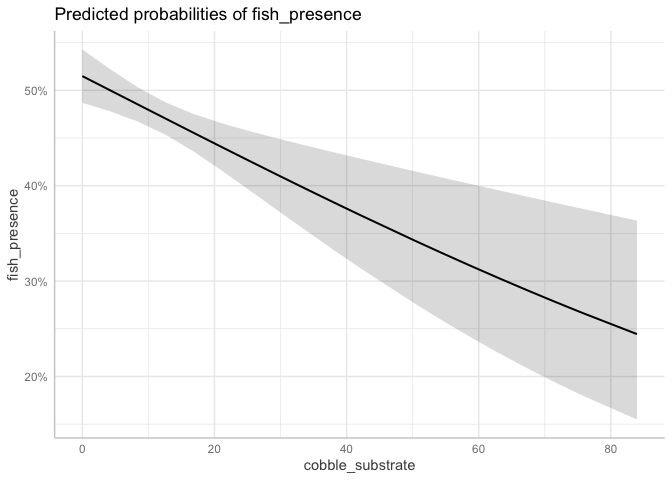 Predicted probabilities of fish_presence
50%
40%
30%
20%
fish_presence
0 20 40 60 80
cobble_substrate